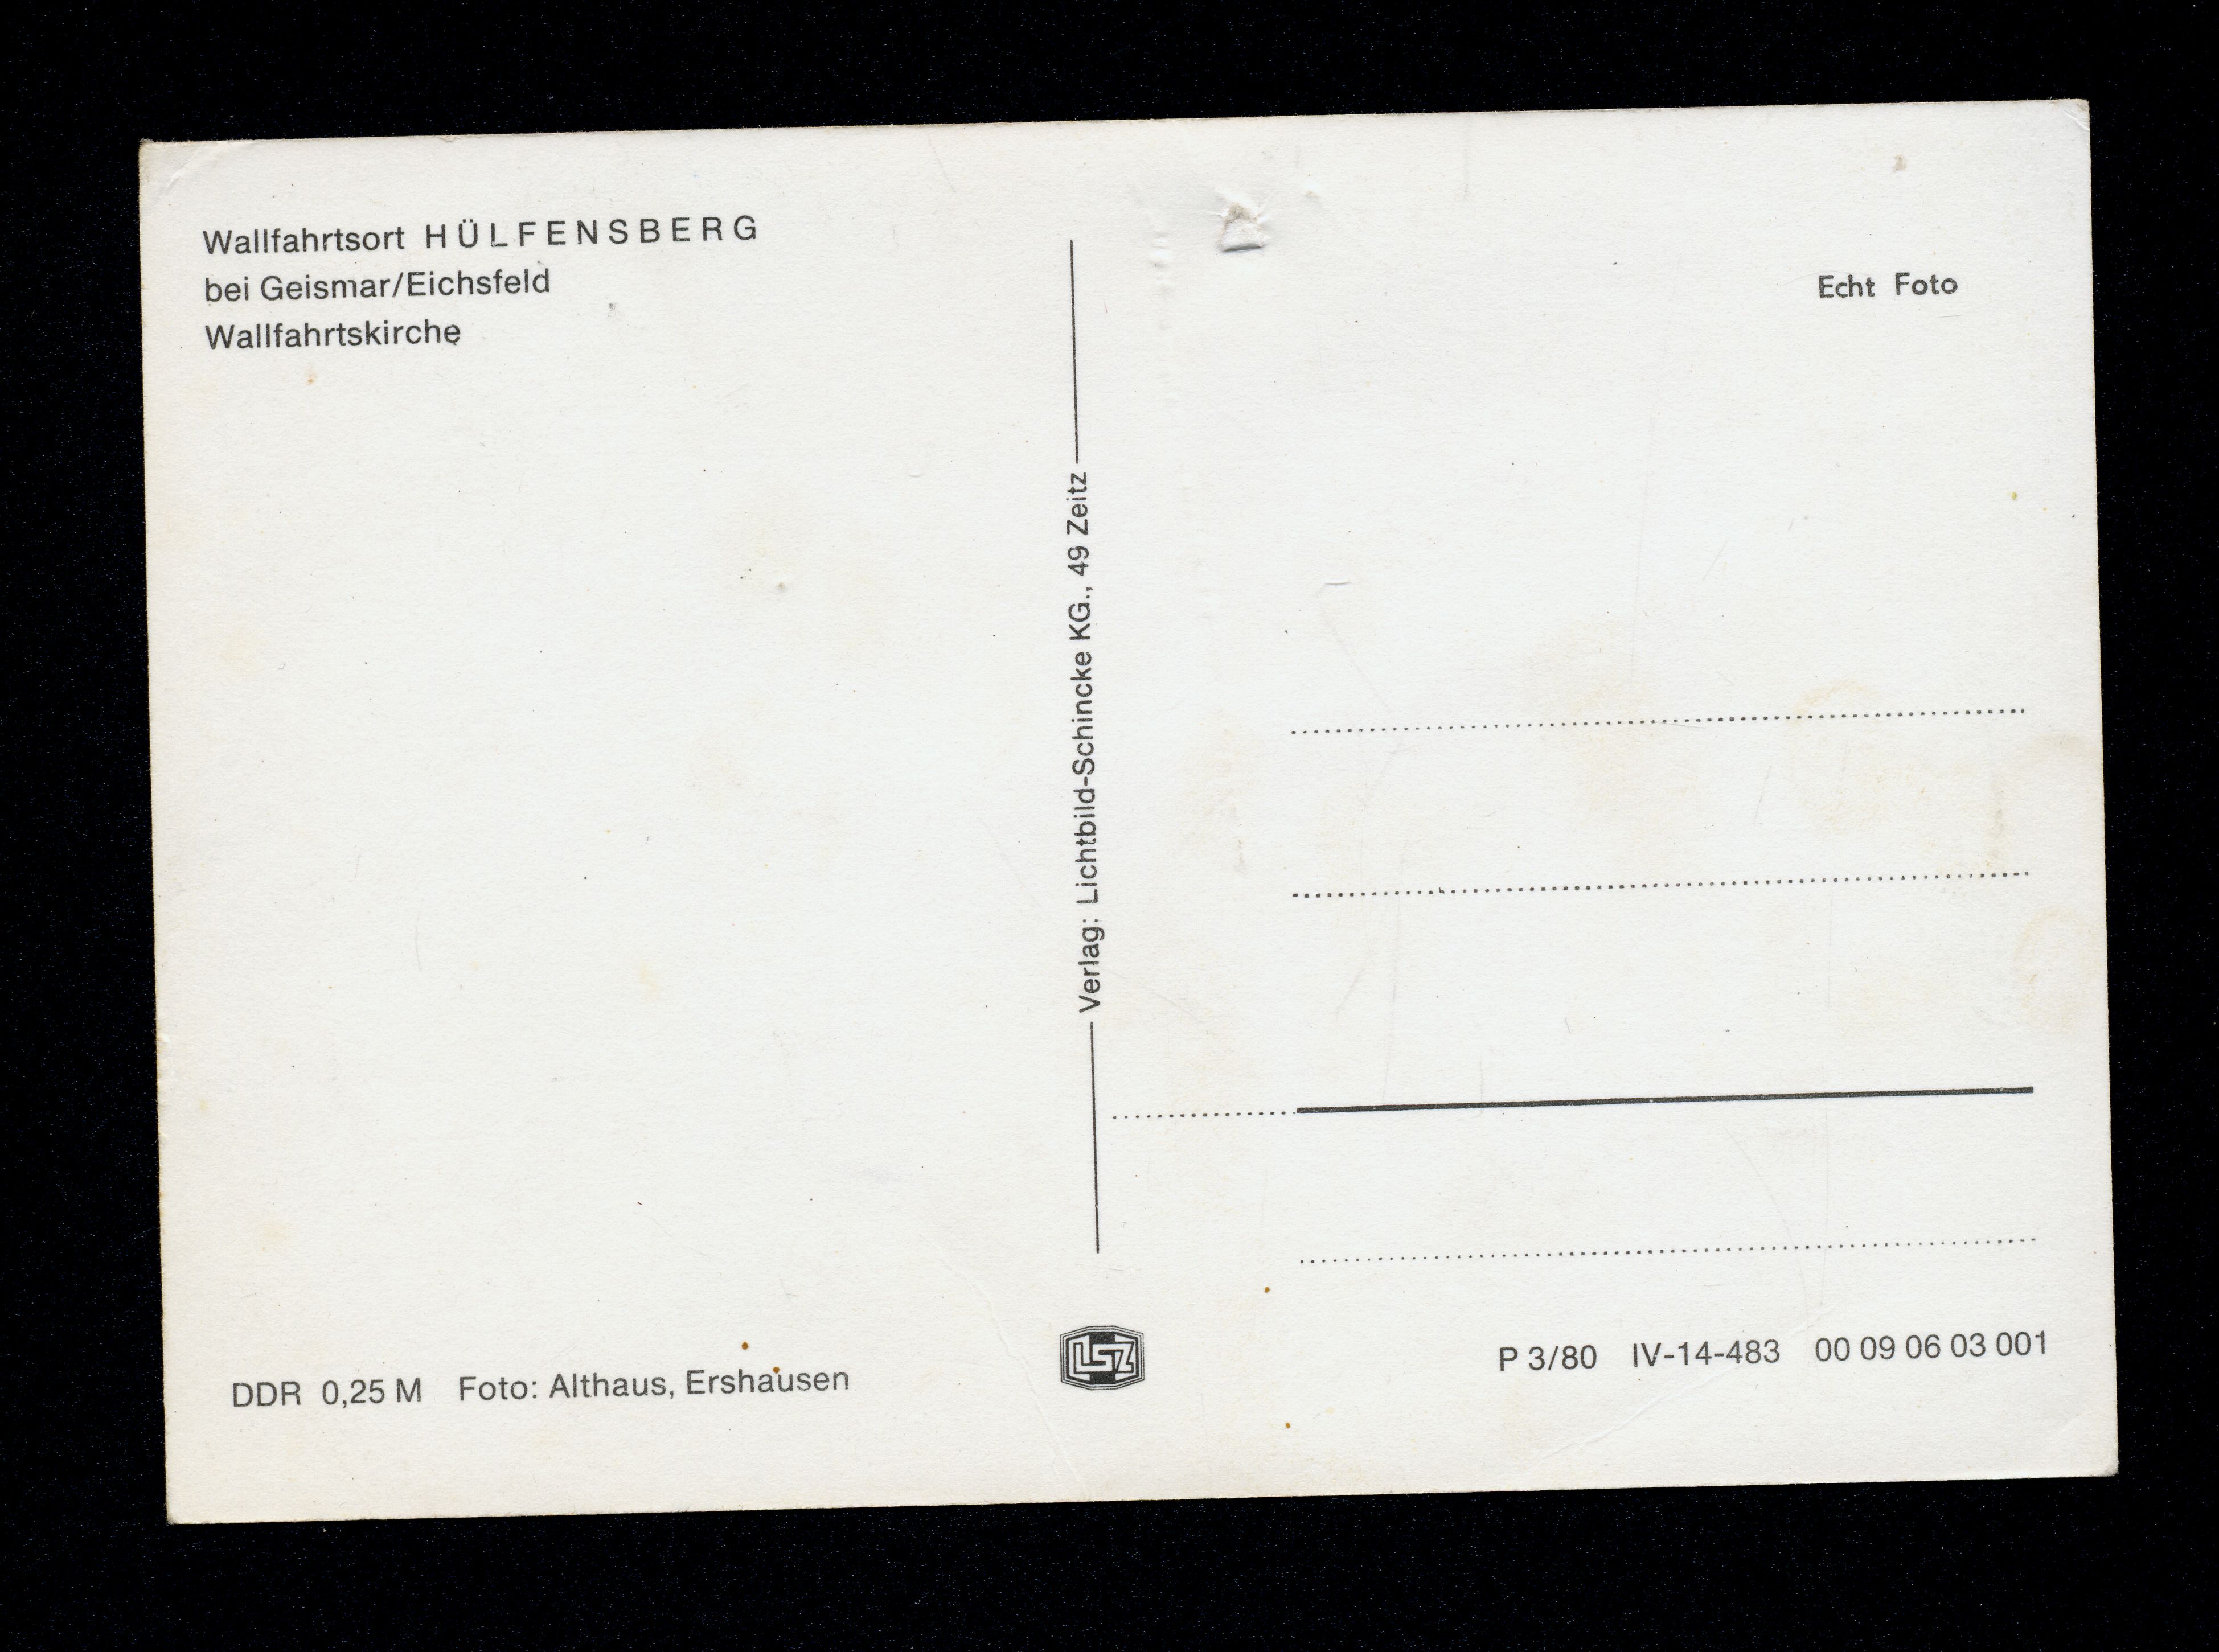 Wallfahrtsort HÜLFENSBERG
bei Geismar/Eichsfeld
Wallfahrtskirche
Echt Foto
Verlag: Lichtbild-Schincke KG., 49 Zeitz
DDR 0,25 M Foto: Althaus, Ershausen
LSZ
P 3/80 IV-14-483 00 09 06 03 001